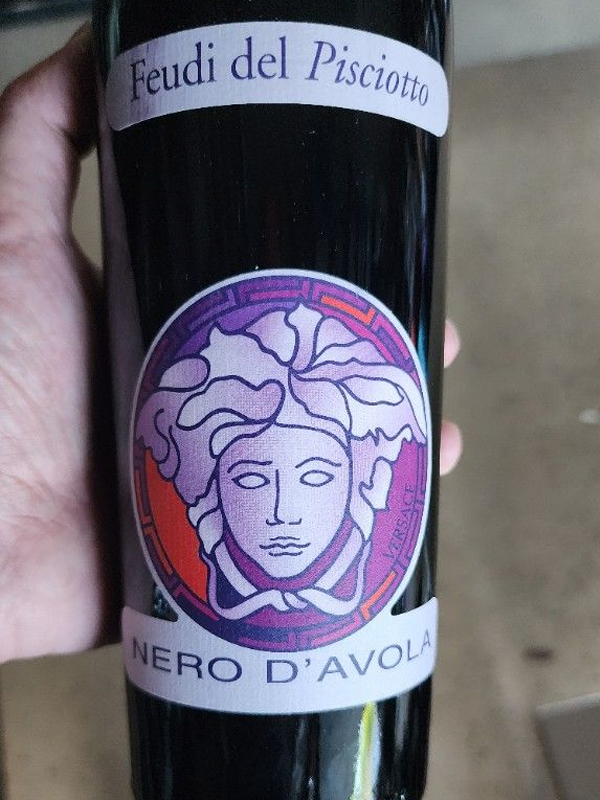 Feudi del Pisciotto
VERSACE
NERO D'AVOLA